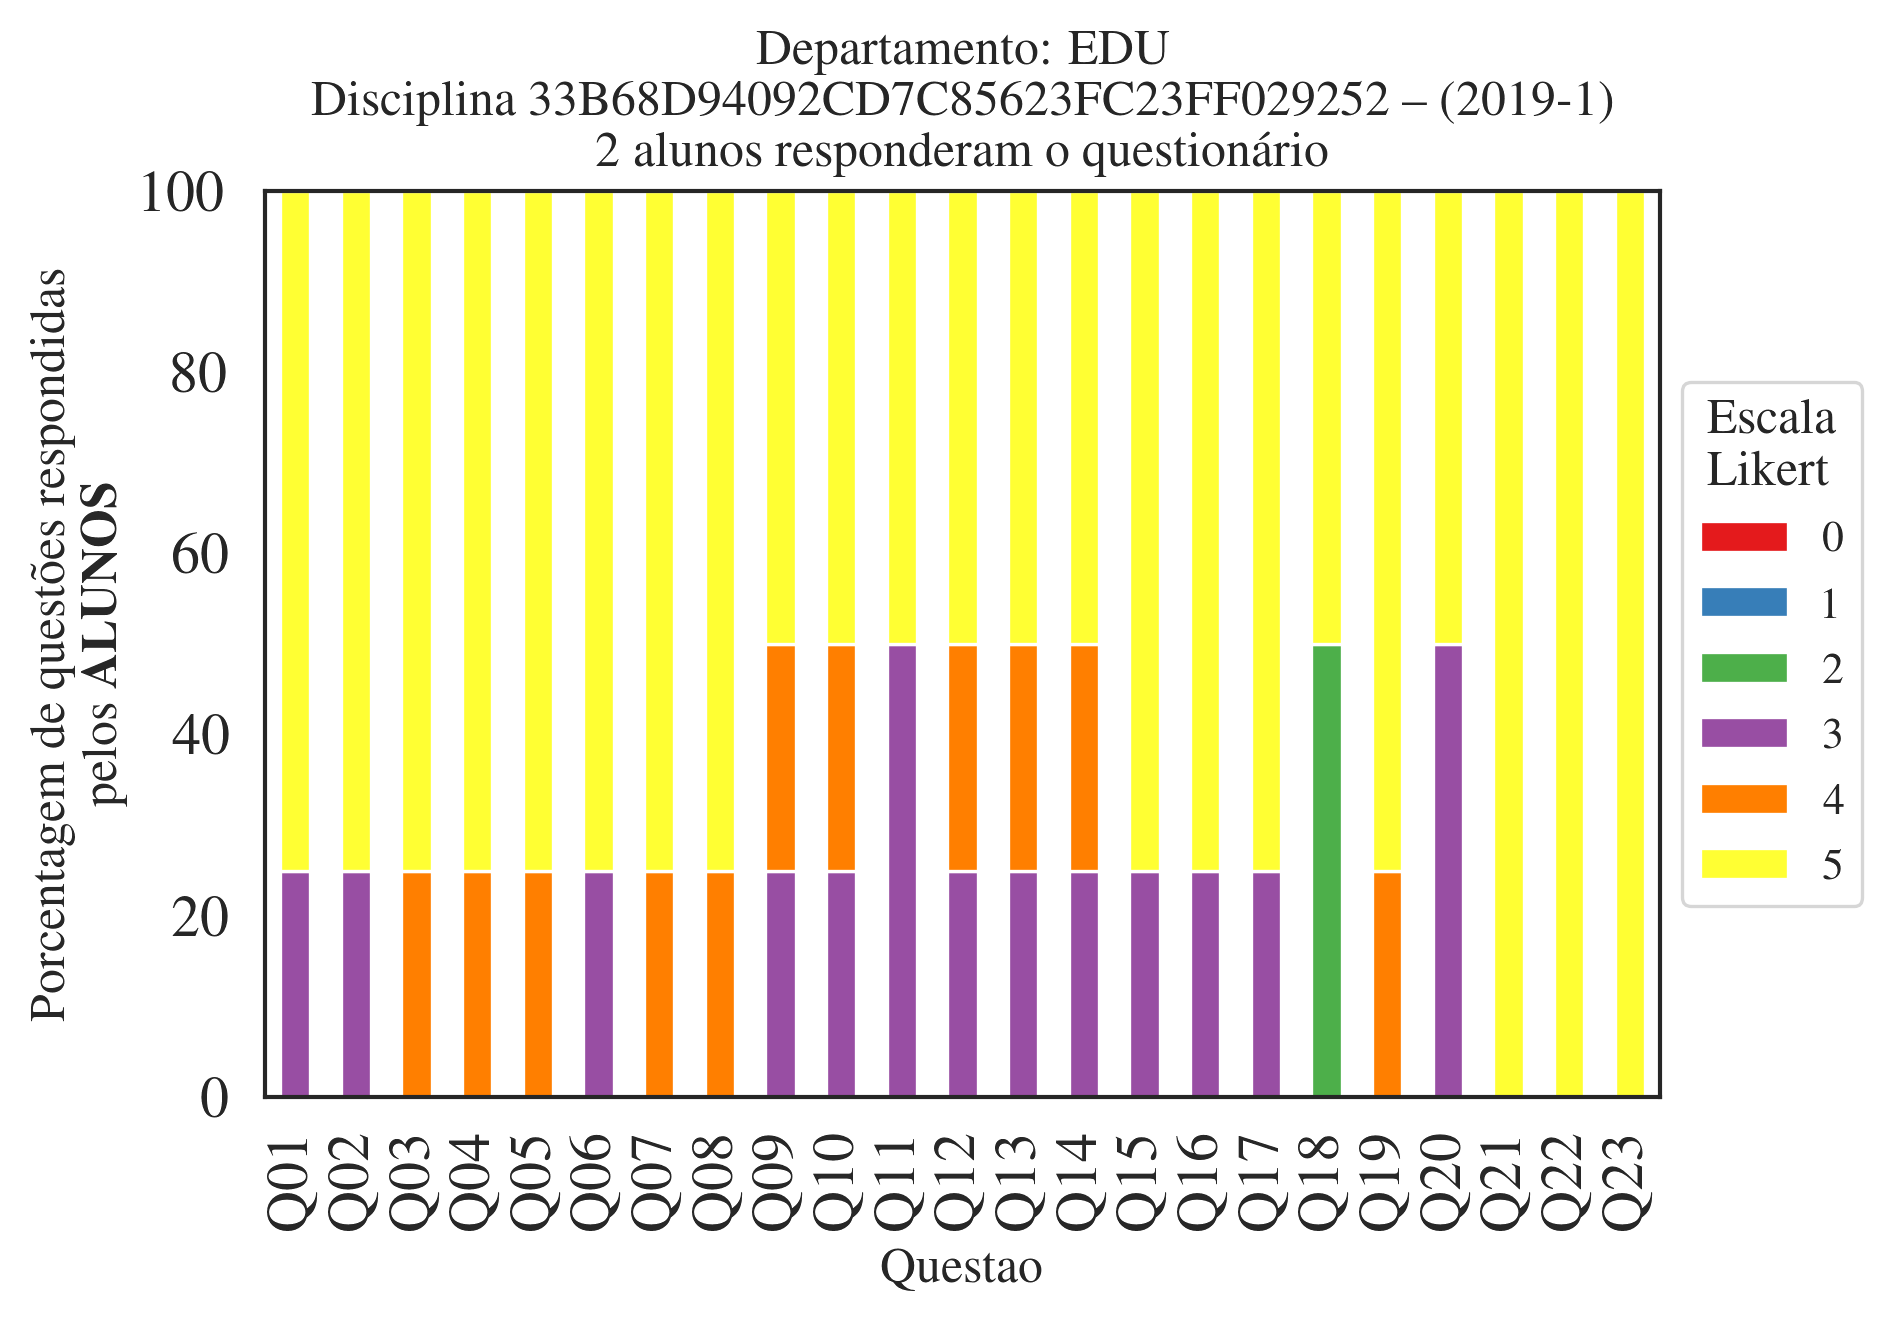 Departamento: EDU
Disciplina 33B68D94092CD7C85623FC23FF029252 – (2019-1)
2 alunos responderam o questionário
Porcentagem de questões respondidas
pelos ALUNOS
100
80
60
40
20
0
Q01
Q02
Q03
Q04
Q05
Q06
Q07
Q08
Q09
Q10
Q11
Q12
Q13
Q14
Q15
Q16
Q17
Q18
Q19
Q20
Q21
Q22
Q23
Questao
Escala
Likert
0
1
2
3
4
5